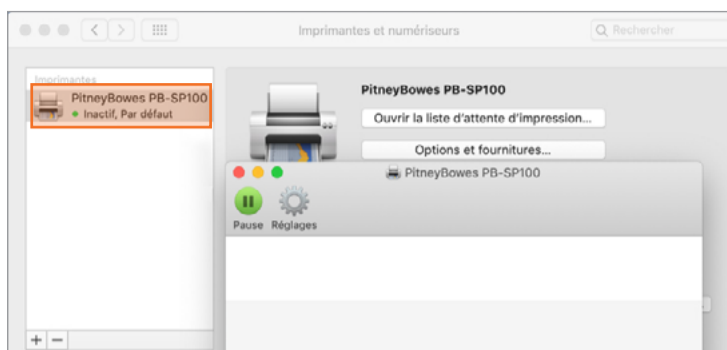 Imprimantes et numériseurs
Rechercher
Imprimantes
PitneyBowes PB-SP100
Inactif, Par défaut
PitneyBowes PB-SP100
Ouvrir la liste d'attente d'impression...
Options et fournitures...
PitneyBowes PB-SP100
Pause Réglages